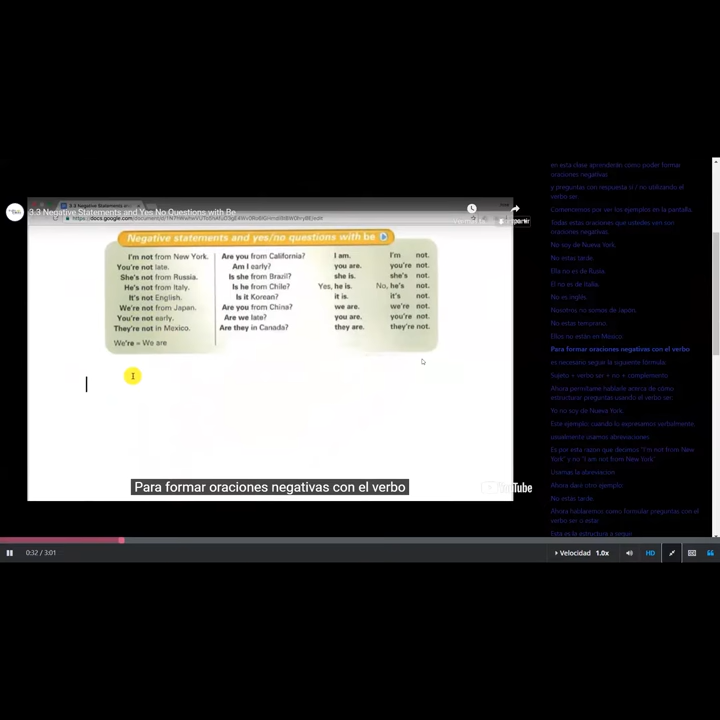 3.3 Negative Statements and Yes No Questions with Be
Negative statements and yes/no questions with be
I'm not from New York.
You're not late.
She's not from Russia.
He's not from Italy.
It's not English.
We're not from Japan.
You're not early.
They're not in Mexico.
We're = We are
Are you from California? I am. I'm not.
Am I early? you are. you're not.
Is she from Brazil? she is. she's not.
Is he from Chile? Yes, he is. No, he's not.
Is it Korean? it is. it's not.
Are you from China? we are. we're not.
Are we late? you are. you're not.
Are they in Canada? they are. they're not.
Para formar oraciones negativas con el verbo
en esta clase aprenderán como poder formar
oraciones negativas
y preguntas con respuesta si / no utilizando el
verbo ser.
Comencemos por ver los ejemplos en la pantalla
Todas estas oraciones que ustedes ven son
oraciones negativas.
No soy de Nueva York.
No estas tarde.
Ella no es de Rusia.
El no es de Italia.
No es inglés.
Nosotros no somos de Japón.
No estas temprano.
Ellos no están en México.
Para formar oraciones negativas con el verbo
es necesario seguir la siguiente fórmula:
Sujeto + verbo ser + no + complemento
Ahora permítame hablarle acerca de cómo
estructurar preguntas usando el verbo ser:
Yo no soy de Nueva York.
Este ejemplo, cuando lo expresamos verbalmente
usualmente usamos abreviaciones
Es por esta razón que decimos "I'm not from New
York" y no "I am not from New York"
Usamos la abreviación
Ahora daré otro ejemplo:
No estás tarde
Ahora hablaremos como formular preguntas con el
verbo ser o estar
Esta es la estructura a seguir
YouTube
0:32 / 3:01
Velocidad 1.0x
HD